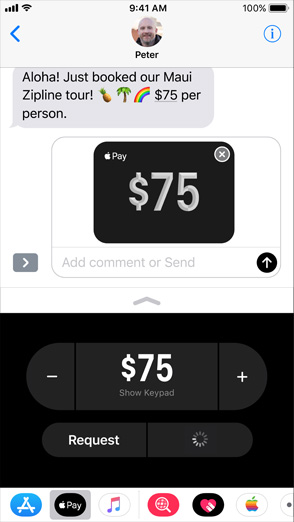 9:41 AM
100%
Peter
Aloha! Just booked our Maui
Zipline tour! 🍍🌴🌈 $75 per
person.
Pay
$75
Add comment or Send
− $75 +
Show Keypad
Request
Pay